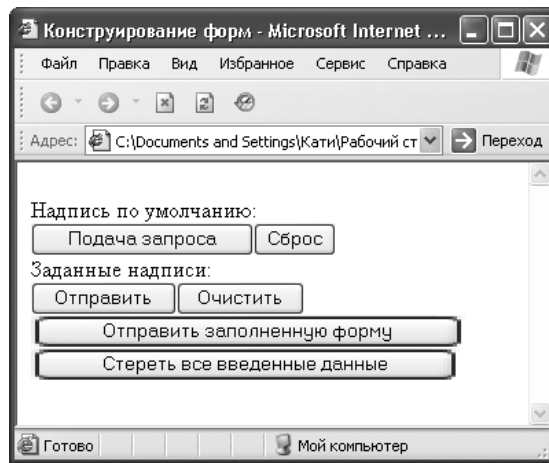 Конструирование форм - Microsoft Internet ...
Файл Правка Вид Избранное Сервис Справка
Адрес: C:\Documents and Settings\Кати\Рабочий ст Переход
Надпись по умолчанию:
Подача запроса Сброс
Заданные надписи:
Отправить Очистить
Отправить заполненную форму
Стереть все введенные данные
Готово Мой компьютер